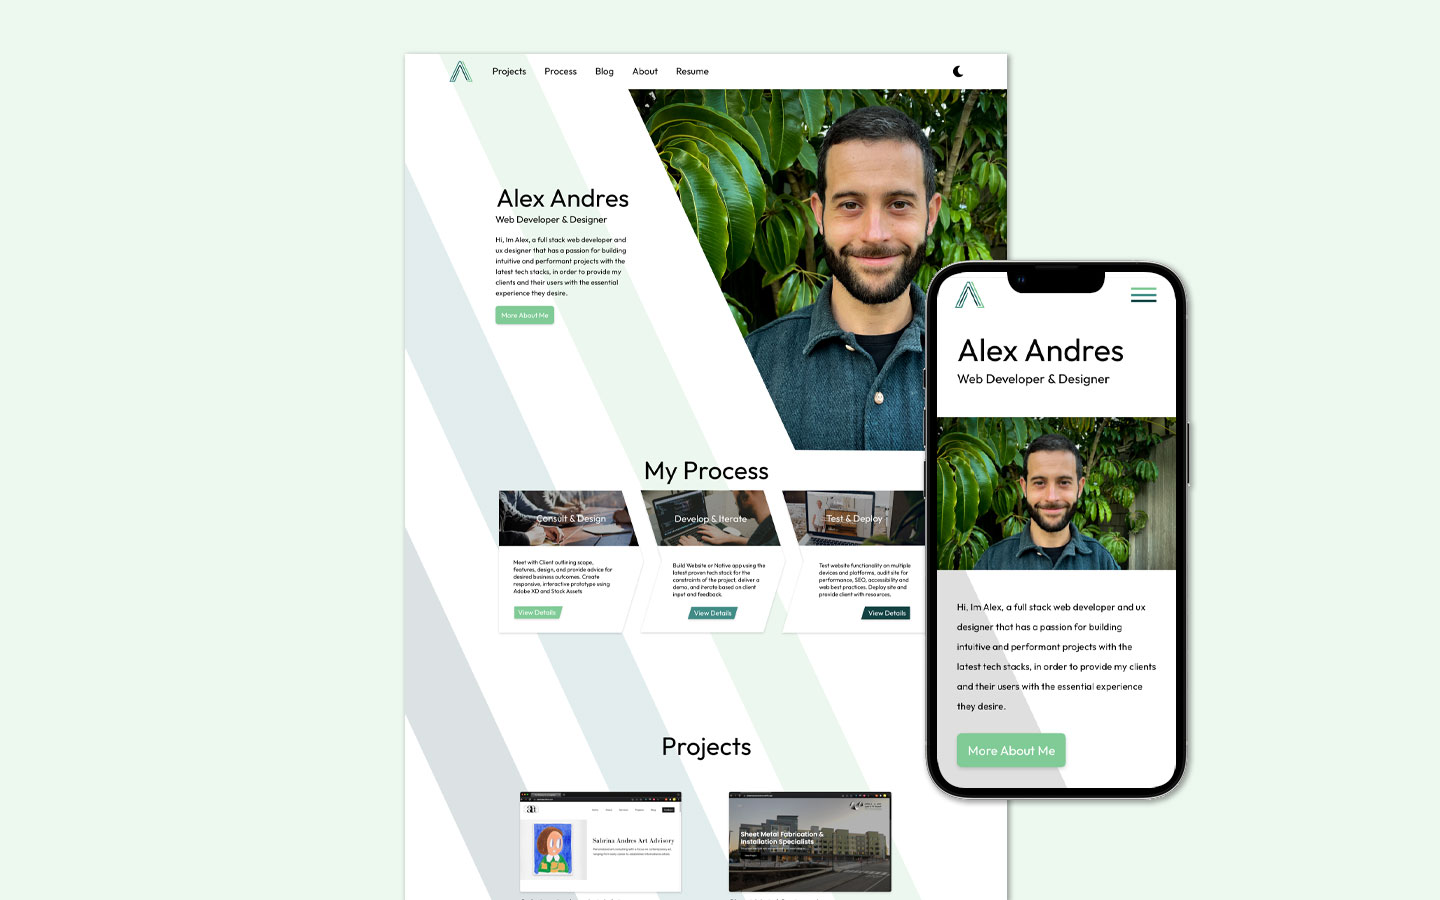 Projects Process Blog About Resume
Alex Andres
Web Developer & Designer
Hi, Im Alex, a full stack web developer and
ux designer that has a passion for building
intuitive and performant projects with the
latest tech stacks, in order to provide my
clients and their users with the essential
experience they desire.
More About Me
My Process
Consult & Design
Meet with Client outlining scope,
features, design, and provide advice for
desired business outcomes. Create
responsive, interactive prototype using
Adobe XD and Stock Assets
View Details
Develop & Iterate
Build Website or Native app using the
latest proven tech stack for the
constraints of the project, deliver a
demo, and iterate based on client
input and feedback.
View Details
Test & Deploy
Test website functionality on multiple
devices and platforms, audit site for
performance, SEO, accessibility and
web best practices. Deploy site and
provide client with resources.
View Details
Projects
Sabrina Andres Art Advisory
Sheet Metal Fabrication &
Installation Specialists
Alex Andres
Web Developer & Designer
Hi, Im Alex, a full stack web developer and ux
designer that has a passion for building
intuitive and performant projects with the
latest tech stacks, in order to provide my clients
and their users with the essential experience
they desire.
More About Me